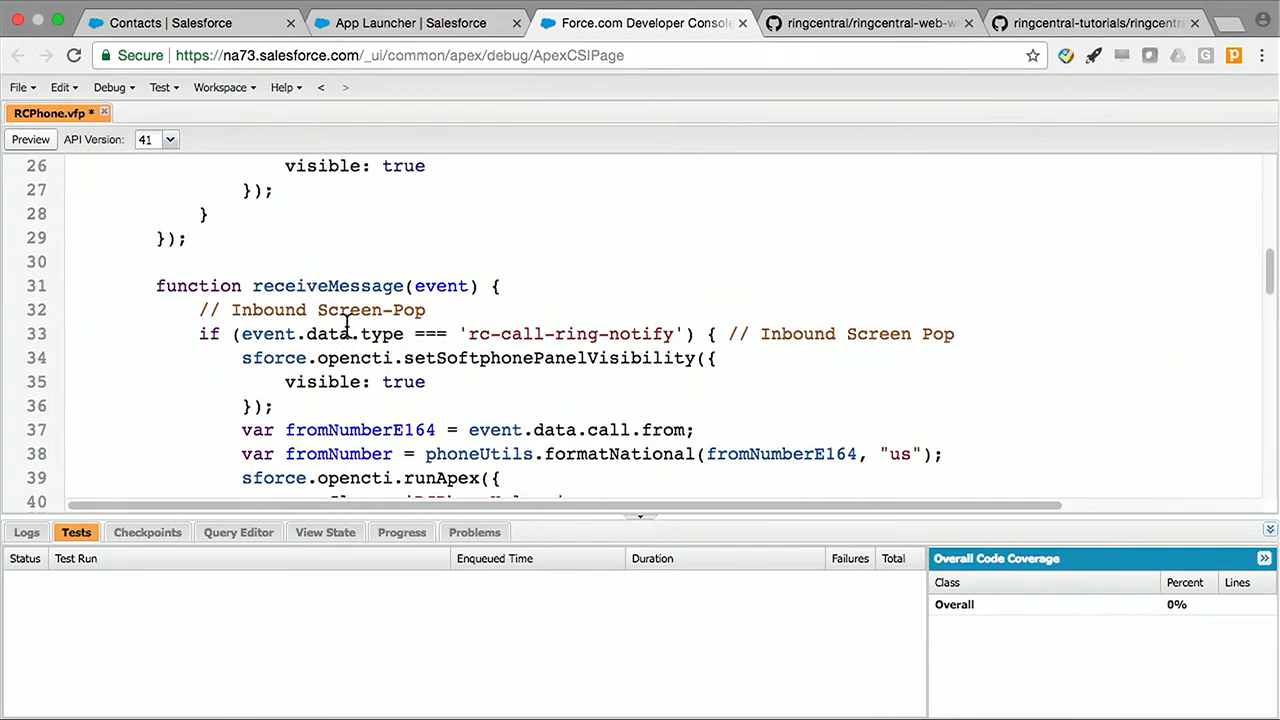 Contacts | Salesforce
App Launcher | Salesforce
Force.com Developer Conso
ringcentral/ringcentral-web-w
ringcentral-tutorials/ringcentr
Secure | https://na73.salesforce.com/_ui/common/apex/debug/ApexCSIPage
File Edit Debug Test Workspace Help < >
RCPhone.vfp *
Preview API Version: 41
26 visible: true
27 });
28 }
29 });
30
31 function receiveMessage(event) {
32 // Inbound Screen-Pop
33 if (event.data.type === 'rc-call-ring-notify') { // Inbound Screen Pop
34 sforce.opencti.setSoftphonePanelVisibility({
35 visible: true
36 });
37 var fromNumberE164 = event.data.call.from;
38 var fromNumber = phoneUtils.formatNational(fromNumberE164, "us");
39 sforce.opencti.runApex({
40
Logs Tests Checkpoints Query Editor View State Progress Problems
Status Test Run Enqueued Time Duration Failures Total
Overall Code Coverage
Class Percent Lines
Overall 0%